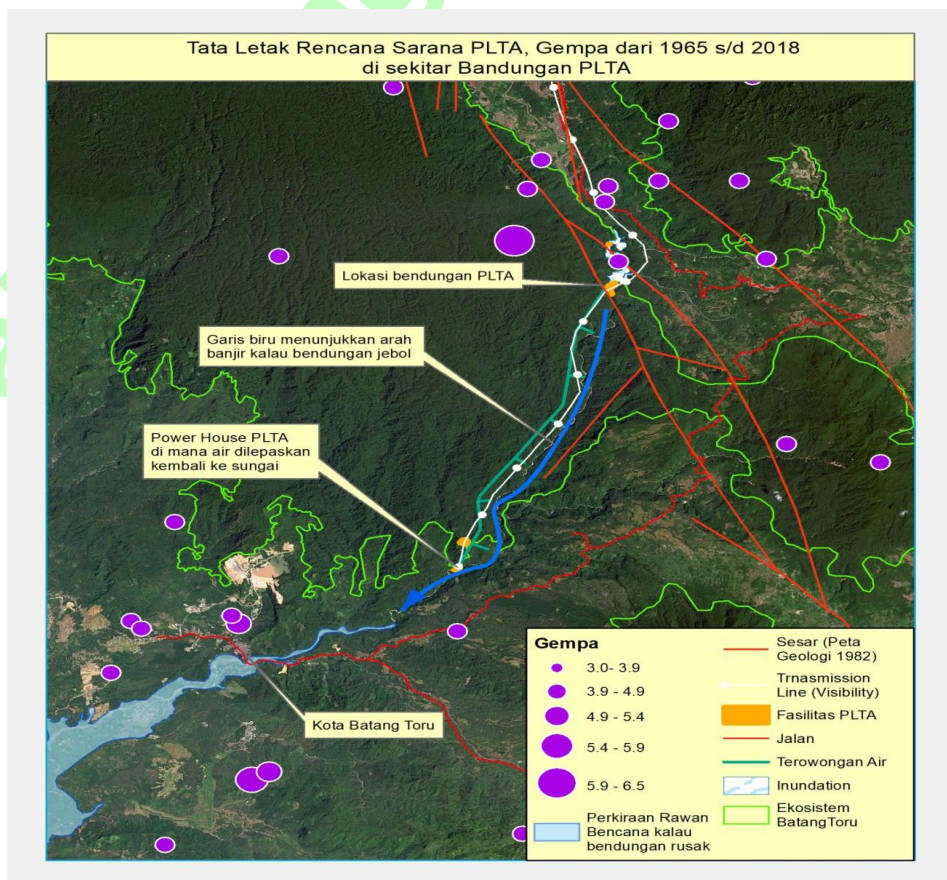 Tata Letak Rencana Sarana PLTA, Gempa dari 1965 s/d 2018
di sekitar Bandungan PLTA
Lokasi bendungan PLTA
Garis biru menunjukkan arah
banjir kalau bendungan jebol
Power House PLTA
di mana air dilepaskan
kembali ke sungai
Kota Batang Toru
Gempa
3.0- 3.9
3.9 - 4.9
4.9 - 5.4
5.4 - 5.9
5.9 - 6.5
Perkiraan Rawan
Bencana kalau
bendungan rusak
Sesar (Peta
Geologi 1982)
Trnasmission
Line (Visibility)
Fasilitas PLTA
Jalan
Terowongan Air
Inundation
Ekosistem
BatangToru